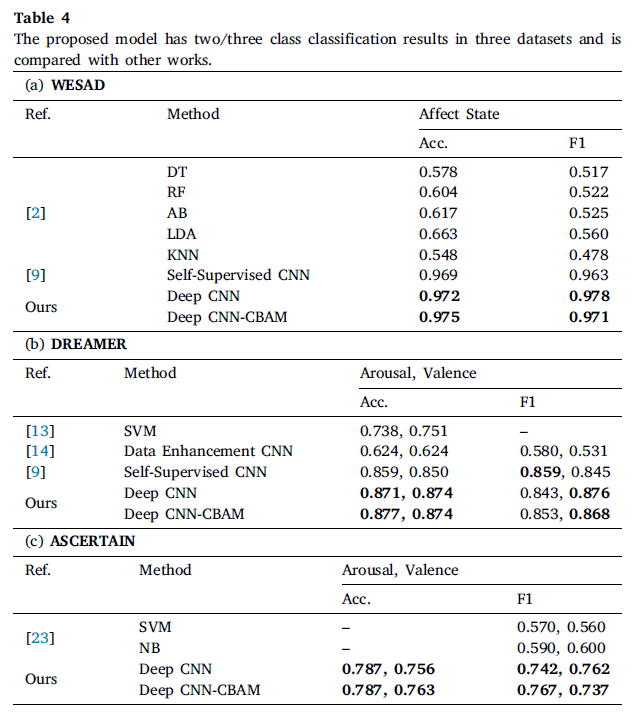 Table 4
The proposed model has two/three class classification results in three datasets and is
compared with other works.
(a) WESAD
Ref. Method Affect State
Acc. F1
DT 0.578 0.517
RF 0.604 0.522
[2] AB 0.617 0.525
LDA 0.663 0.560
KNN 0.548 0.478
[9] Self-Supervised CNN 0.969 0.963
Ours Deep CNN 0.972 0.978
Deep CNN-CBAM 0.975 0.971
(b) DREAMER
Ref. Method Arousal, Valence
Acc. F1
[13] SVM 0.738, 0.751 –
[14] Data Enhancement CNN 0.624, 0.624 0.580, 0.531
[9] Self-Supervised CNN 0.859, 0.850 0.859, 0.845
Ours Deep CNN 0.871, 0.874 0.843, 0.876
Deep CNN-CBAM 0.877, 0.874 0.853, 0.868
(c) ASCERTAIN
Ref. Method Arousal, Valence
Acc. F1
[23] SVM – 0.570, 0.560
NB – 0.590, 0.600
Ours Deep CNN 0.787, 0.756 0.742, 0.762
Deep CNN-CBAM 0.787, 0.763 0.767, 0.737